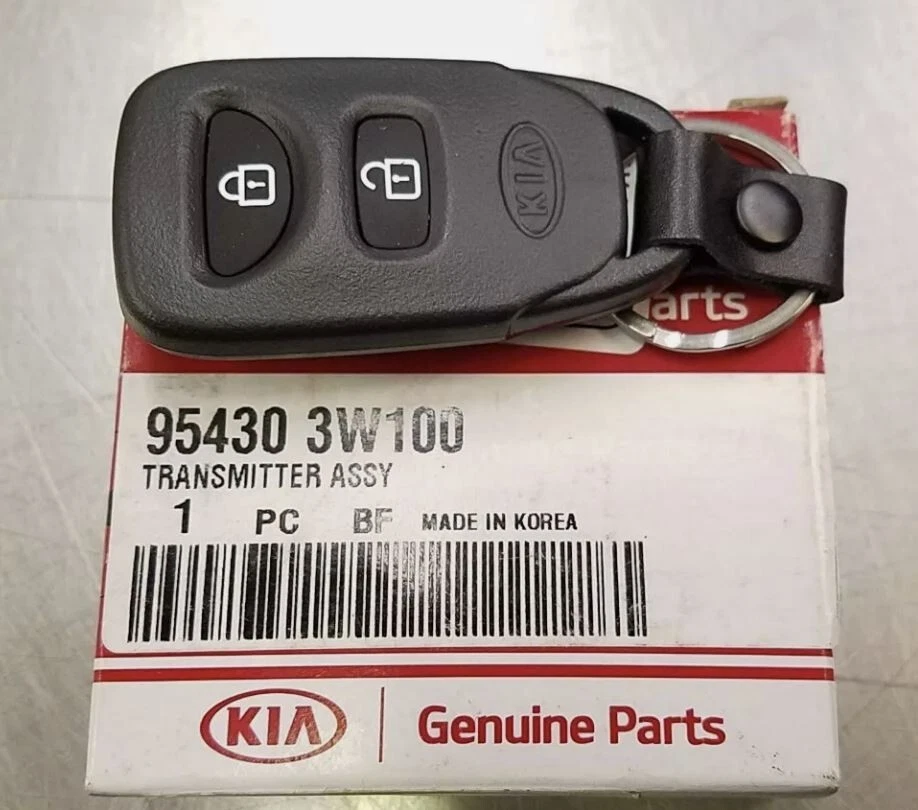 KIA
arts
95430 3W100
TRANSMITTER ASSY
1 PC BF MADE IN KOREA
KIA Genuine Parts